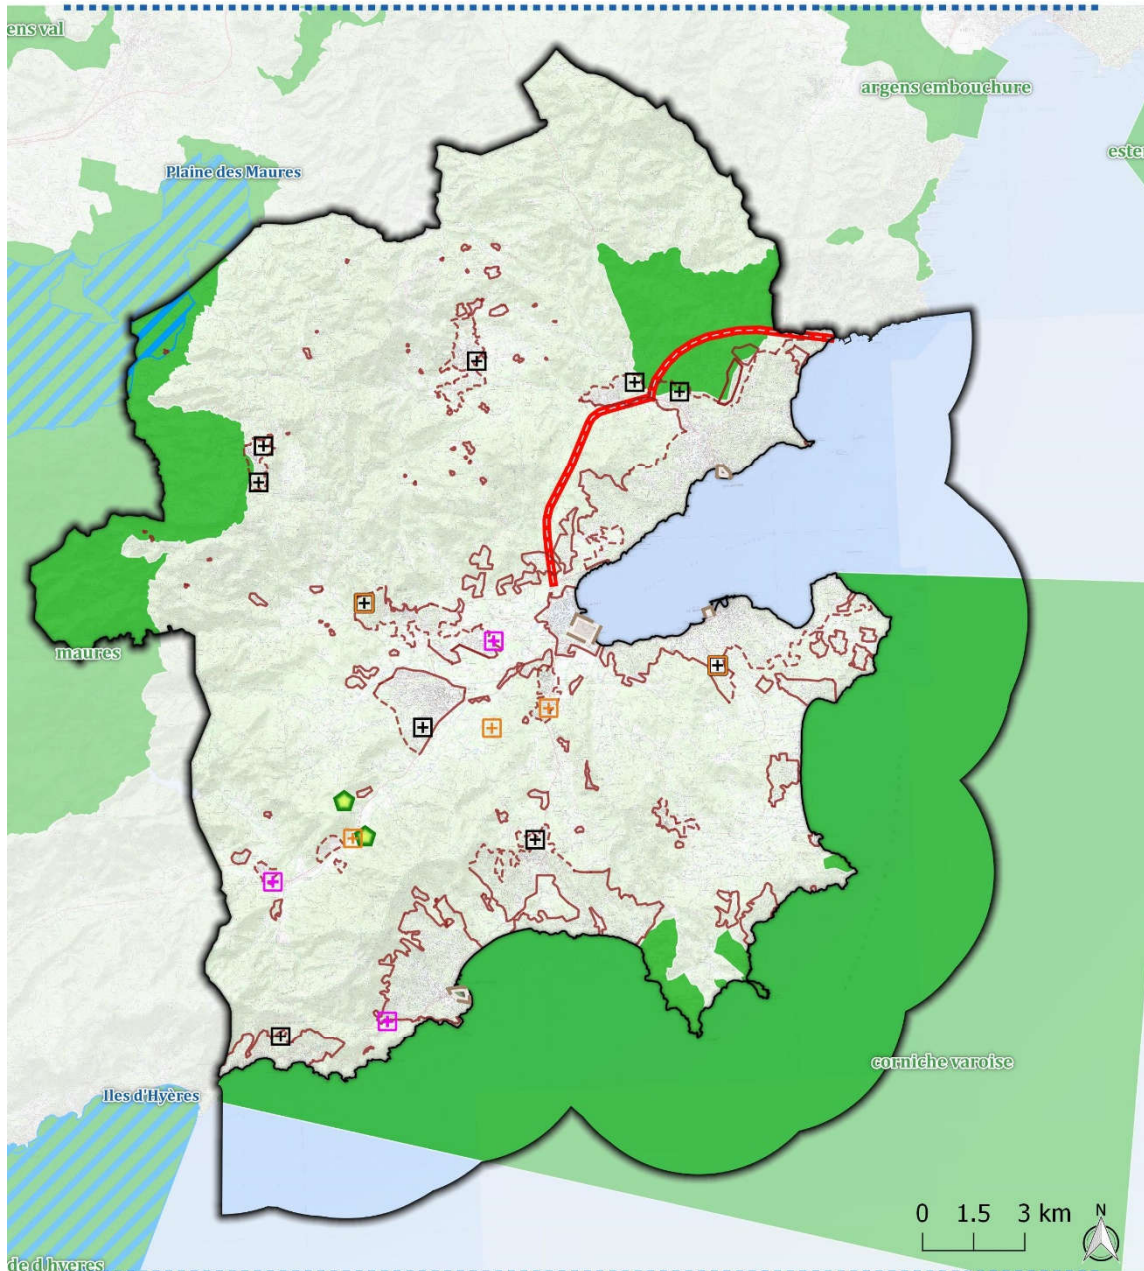 ens val
argens embouchure
ester
Plaine des Maures
maures
corniche varoise
Iles d'Hyères
0 1.5 3 km
N
de d hyeres